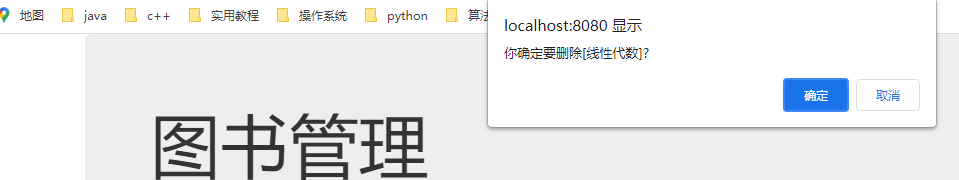 地图 java c++ 实用教程 操作系统 python 算法
localhost:8080 显示
你确定要删除[线性代数]?
确定 取消
图书管理